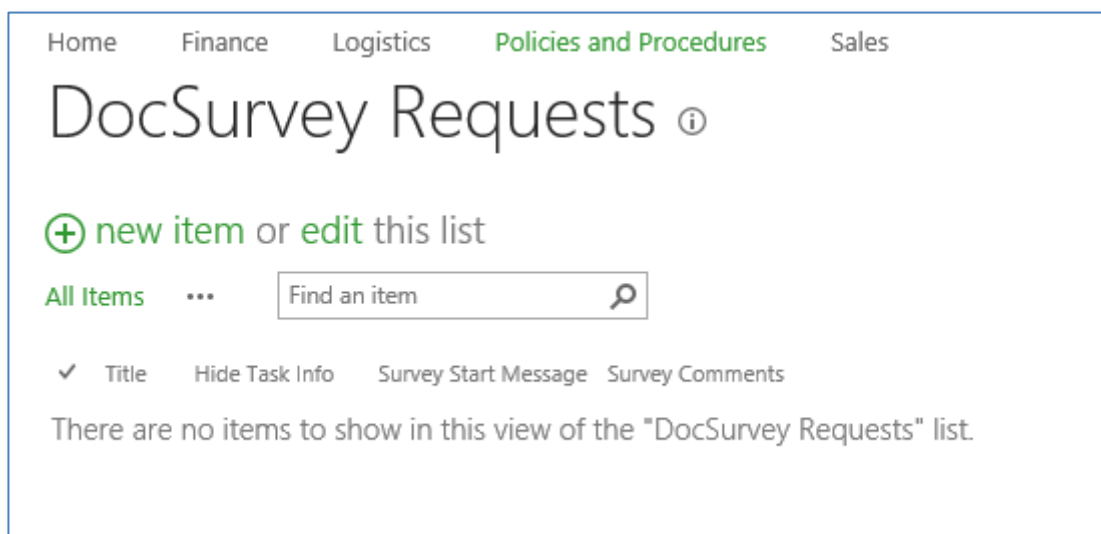 Home Finance Logistics Policies and Procedures Sales
DocSurvey Requests
new item or edit this list
All Items ... Find an item
Title Hide Task Info Survey Start Message Survey Comments
There are no items to show in this view of the "DocSurvey Requests" list.